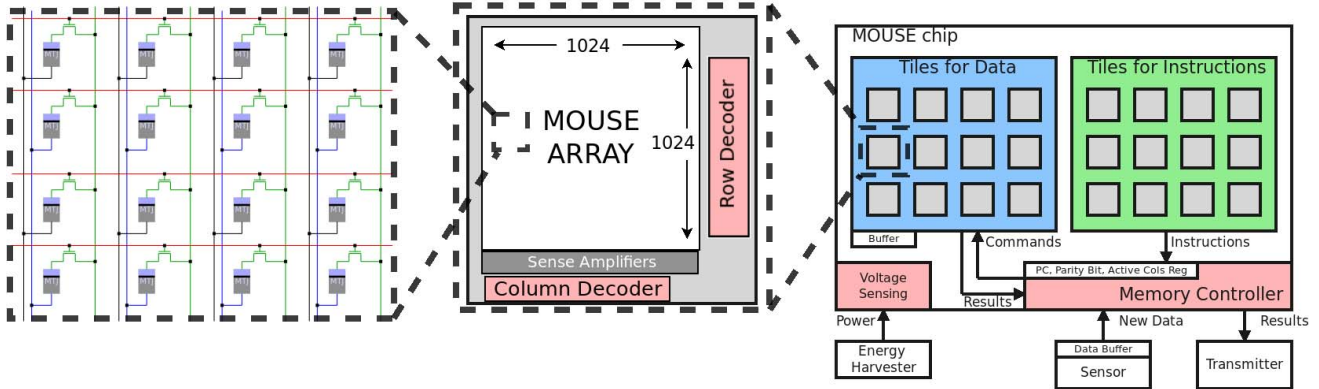 MTJ MTJ MTJ MTJ
MTJ MTJ MTJ MTJ
MTJ MTJ MTJ MTJ
MTJ MTJ MTJ MTJ
1024
MOUSE
ARRAY
1024
Row Decoder
Sense Amplifiers
Column Decoder
MOUSE chip
Tiles for Data
Tiles for Instructions
Buffer
Commands
Instructions
Voltage
Sensing
PC, Parity Bit, Active Cols Reg
Results
Memory Controller
Power
New Data
Results
Energy
Harvester
Data Buffer
Sensor
Transmitter